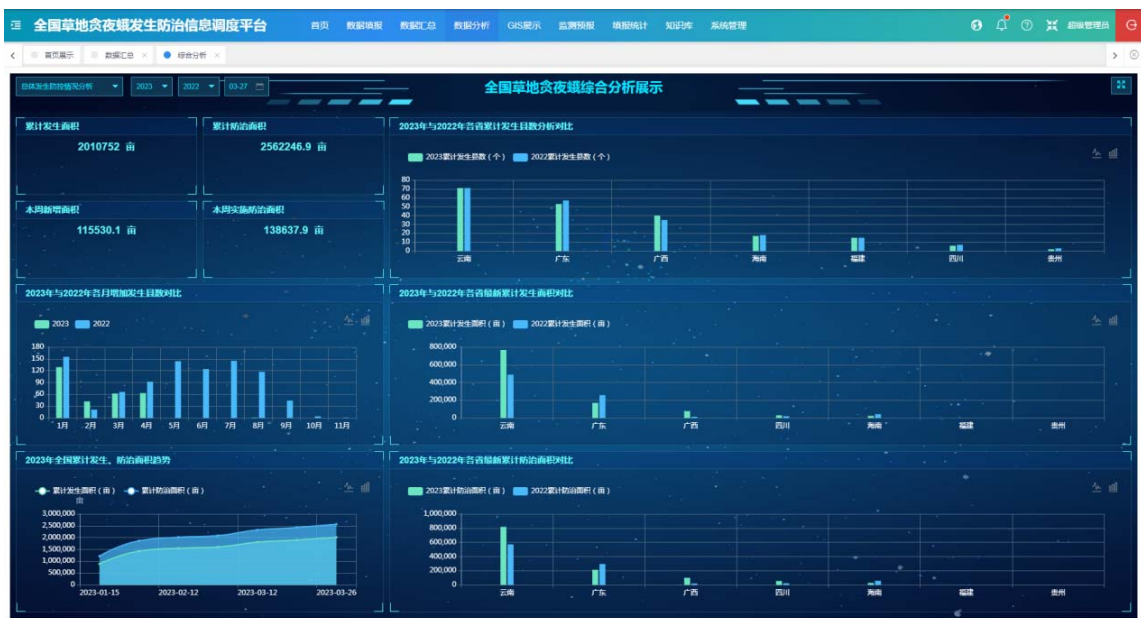 全国草地贪夜蛾发生防治信息调度平台
首页 数据填报 数据汇总 数据分析 GIS展示 监测预报 填报统计 知识库 系统管理
超级管理员
首页展示 数据汇总 × 综合分析 ×
总体发生防控情况分析 2023 2022 03-27
全国草地贪夜蛾综合分析展示
累计发生面积
2010752 亩
累计防治面积
2562246.9 亩
本周新增面积
115530.1 亩
本周实施防治面积
138637.9 亩
2023年与2022年各省累计发生县数分析对比
2023累计发生县数(个) 2022累计发生县数(个)
80
70
60
50
40
30
20
10
0
云南 广东 广西 海南 福建 四川 贵州
2023年与2022年各月增加发生县数对比
2023 2022
180
150
120
90
60
30
0
1月 2月 3月 4月 5月 6月 7月 8月 9月 10月 11月
2023年与2022年各省最新累计发生面积对比
2023累计发生面积(亩) 2022累计发生面积(亩)
800,000
600,000
400,000
200,000
0
云南 广东 广西 四川 海南 福建 贵州
2023年全国累计发生、防治面积趋势
累计发生面积(亩) 累计防治面积(亩)
亩
3,000,000
2,500,000
2,000,000
1,500,000
1,000,000
500,000
0
2023-01-15 2023-02-12 2023-03-12 2023-03-26
2023年与2022年各省最新累计防治面积对比
2023累计防治面积(亩) 2022累计防治面积(亩)
1,000,000
800,000
600,000
400,000
200,000
0
云南 广东 广西 四川 海南 福建 贵州